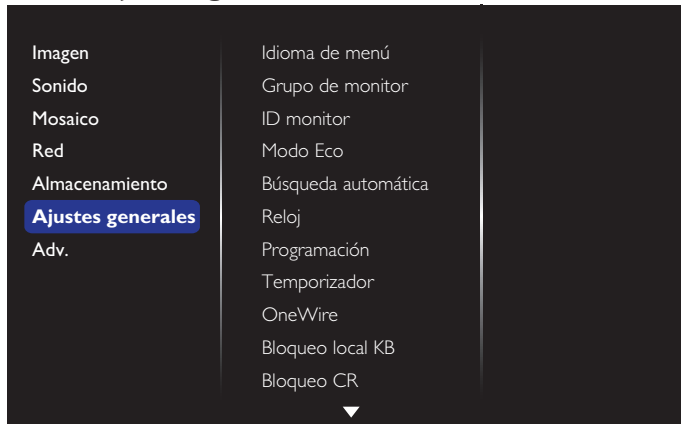 Imagen
Sonido
Mosaico
Red
Almacenamiento
Ajustes generales
Adv.
Idioma de menú
Grupo de monitor
ID monitor
Modo Eco
Búsqueda automática
Reloj
Programación
Temporizador
OneWire
Bloqueo local KB
Bloqueo CR